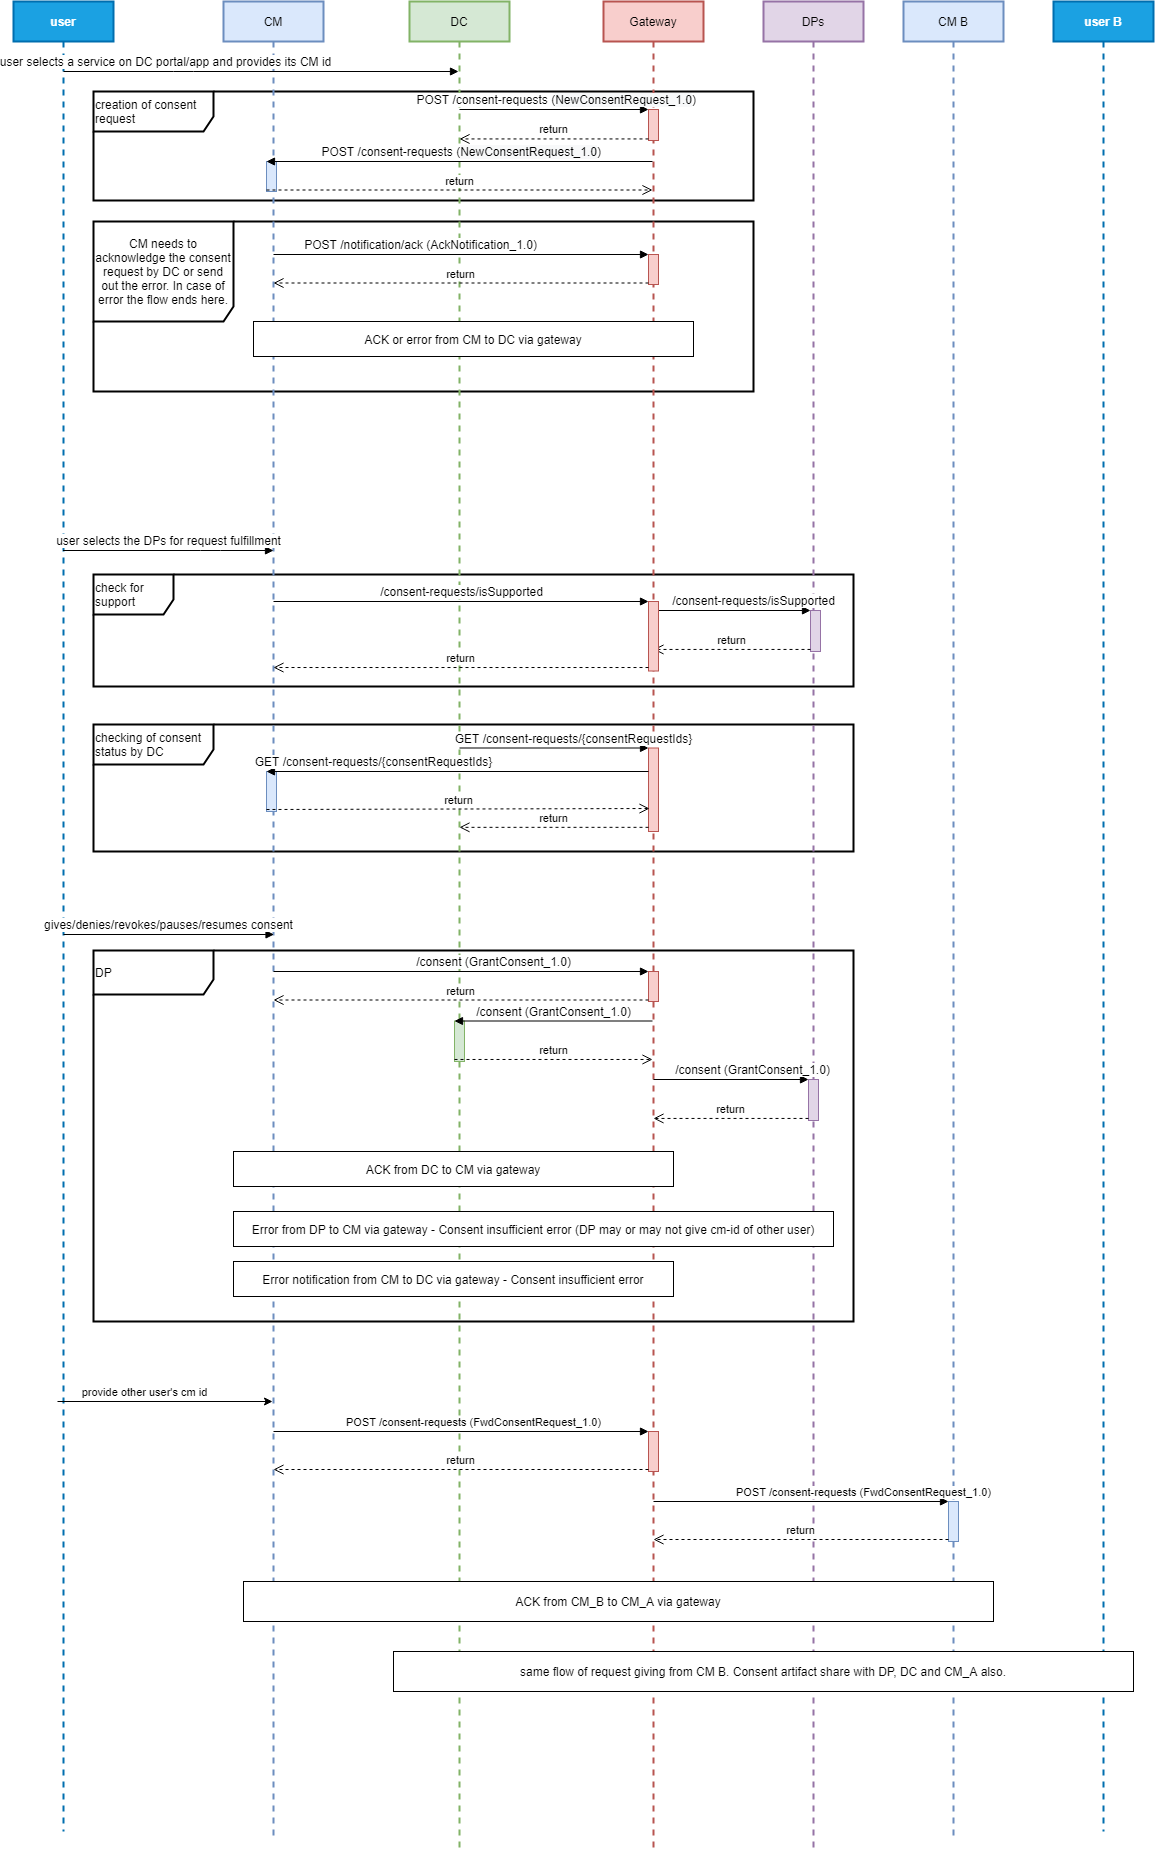 user
CM
DC
Gateway
DPs
CM B
user B
user selects a service on DC portal/app and provides its CM id
creation of consent
request
POST /consent-requests (NewConsentRequest_1.0)
return
POST /consent-requests (NewConsentRequest_1.0)
return
CM needs to
acknowledge the consent
request by DC or send
out the error. In case of
error the flow ends here.
POST /notification/ack (AckNotification_1.0)
return
ACK or error from CM to DC via gateway
user selects the DPs for request fulfillment
check for
support
/consent-requests/isSupported
/consent-requests/isSupported
return
return
checking of consent
status by DC
GET /consent-requests/{consentRequestIds}
GET /consent-requests/{consentRequestIds}
return
return
gives/denies/revokes/pauses/resumes consent
DP
/consent (GrantConsent_1.0)
return
/consent (GrantConsent_1.0)
return
/consent (GrantConsent_1.0)
return
ACK from DC to CM via gateway
Error from DP to CM via gateway - Consent insufficient error (DP may or may not give cm-id of other user)
Error notification from CM to DC via gateway - Consent insufficient error
provide other user's cm id
POST /consent-requests (FwdConsentRequest_1.0)
return
POST /consent-requests (FwdConsentRequest_1.0)
return
ACK from CM_B to CM_A via gateway
same flow of request giving from CM B. Consent artifact share with DP, DC and CM_A also.